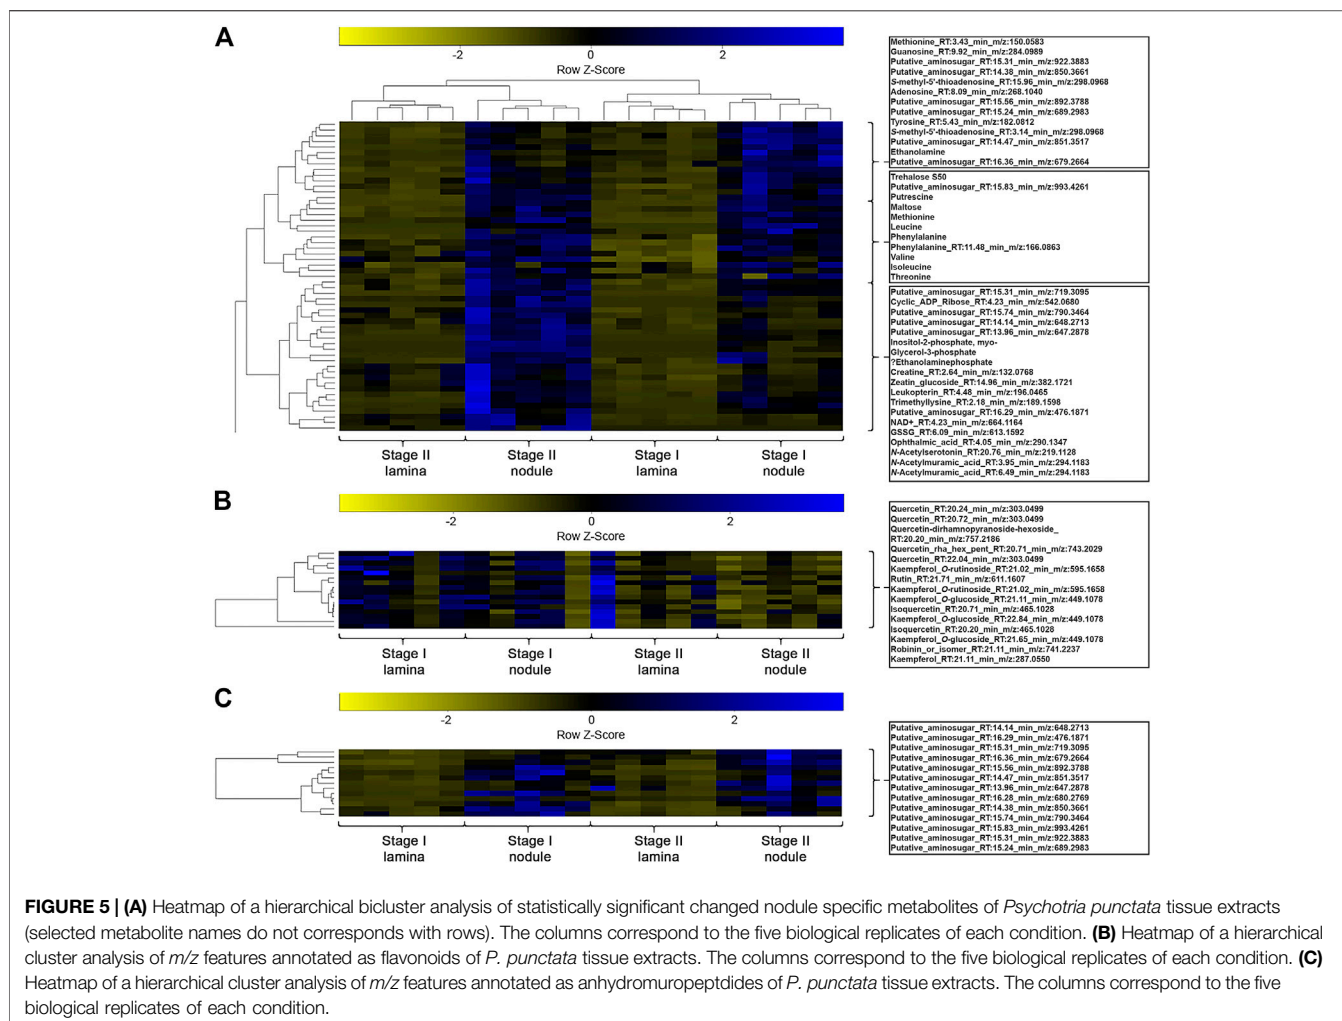 A
-2
0
2
Row Z-Score
Stage II
lamina
Stage II
nodule
Stage I
lamina
Stage I
nodule
Methionine_RT:3.43_min_m/z:150.0583
Guanosine_RT:9.92_min_m/z:284.0989
Putative_aminosugar_RT:15.31_min_m/z:922.3883
Putative_aminosugar_RT:14.38_min_m/z:850.3661
S-methyl-5'-thioadenosine_RT:15.96_min_m/z:298.0968
Adenosine_RT:8.09_min_m/z:268.1040
Putative_aminosugar_RT:15.56_min_m/z:892.3788
Putative_aminosugar_RT:15.24_min_m/z:689.2983
Tyrosine_RT:5.43_min_m/z:182.0812
S-methyl-5'-thioadenosine_RT:3.14_min_m/z:298.0968
Putative_aminosugar_RT:14.47_min_m/z:851.3517
Ethanolamine
Putative_aminosugar_RT:16.36_min_m/z:679.2664
Trehalose S50
Putative_aminosugar_RT:15.83_min_m/z:993.4261
Putrescine
Maltose
Methionine
Leucine
Phenylalanine
Phenylalanine_RT:11.48_min_m/z:166.0863
Valine
Isoleucine
Threonine
Putative_aminosugar_RT:15.31_min_m/z:719.3095
Cyclic_ADP_Ribose_RT:4.23_min_m/z:542.0680
Putative_aminosugar_RT:15.74_min_m/z:790.3464
Putative_aminosugar_RT:14.14_min_m/z:648.2713
Putative_aminosugar_RT:13.96_min_m/z:647.2878
Inositol-2-phosphate, myo-
Glycerol-3-phosphate
?Ethanolaminephosphate
Creatine_RT:2.64_min_m/z:132.0768
Zeatin_glucoside_RT:14.96_min_m/z:382.1721
Leukopterin_RT:4.48_min_m/z:196.0465
Trimethyllysine_RT:2.18_min_m/z:189.1598
Putative_aminosugar_RT:16.29_min_m/z:476.1871
NAD+_RT:4.23_min_m/z:664.1164
GSSG_RT:6.09_min_m/z:613.1592
Ophthalmic_acid_RT:4.05_min_m/z:290.1347
N-Acetylserotonin_RT:20.76_min_m/z:219.1128
N-Acetylmuramic_acid_RT:3.95_min_m/z:294.1183
N-Acetylmuramic_acid_RT:6.49_min_m/z:294.1183
B
-2
0
2
Row Z-Score
Stage I
lamina
Stage I
nodule
Stage II
lamina
Stage II
nodule
Quercetin_RT:20.24_min_m/z:303.0499
Quercetin_RT:20.72_min_m/z:303.0499
Quercetin-dirhamnopyranoside-hexoside_
RT:20.20_min_m/z:757.2186
Quercetin_rha_hex_pent_RT:20.71_min_m/z:743.2029
Quercetin_RT:22.04_min_m/z:303.0499
Kaempferol_O-rutinoside_RT:21.02_min_m/z:595.1658
Rutin_RT:21.71_min_m/z:611.1607
Kaempferol_O-rutinoside_RT:21.02_min_m/z:595.1658
Kaempferol_O-glucoside_RT:21.11_min_m/z:449.1078
Isoquercetin_RT:20.71_min_m/z:465.1028
Kaempferol_O-glucoside_RT:22.84_min_m/z:449.1078
Isoquercetin_RT:20.20_min_m/z:465.1028
Kaempferol_O-glucoside_RT:21.65_min_m/z:449.1078
Robinin_or_isomer_RT:21.11_min_m/z:741.2237
Kaempferol_RT:21.11_min_m/z:287.0550
C
-2
0
2
Row Z-Score
Stage I
lamina
Stage I
nodule
Stage II
lamina
Stage II
nodule
Putative_aminosugar_RT:14.14_min_m/z:648.2713
Putative_aminosugar_RT:16.29_min_m/z:476.1871
Putative_aminosugar_RT:15.31_min_m/z:719.3095
Putative_aminosugar_RT:16.36_min_m/z:679.2664
Putative_aminosugar_RT:15.56_min_m/z:892.3788
Putative_aminosugar_RT:14.47_min_m/z:851.3517
Putative_aminosugar_RT:13.96_min_m/z:647.2878
Putative_aminosugar_RT:16.28_min_m/z:680.2769
Putative_aminosugar_RT:14.38_min_m/z:850.3661
Putative_aminosugar_RT:15.74_min_m/z:790.3464
Putative_aminosugar_RT:15.83_min_m/z:993.4261
Putative_aminosugar_RT:15.31_min_m/z:922.3883
Putative_aminosugar_RT:15.24_min_m/z:689.2983
FIGURE 5 | (A) Heatmap of a hierarchical bicluster analysis of statistically significant changed nodule specific metabolites of Psychotria punctata tissue extracts
(selected metabolite names do not corresponds with rows). The columns correspond to the five biological replicates of each condition. (B) Heatmap of a hierarchical
cluster analysis of m/z features annotated as flavonoids of P. punctata tissue extracts. The columns correspond to the five biological replicates of each condition. (C)
Heatmap of a hierarchical cluster analysis of m/z features annotated as anhydromuropeptdides of P. punctata tissue extracts. The columns correspond to the five
biological replicates of each condition.